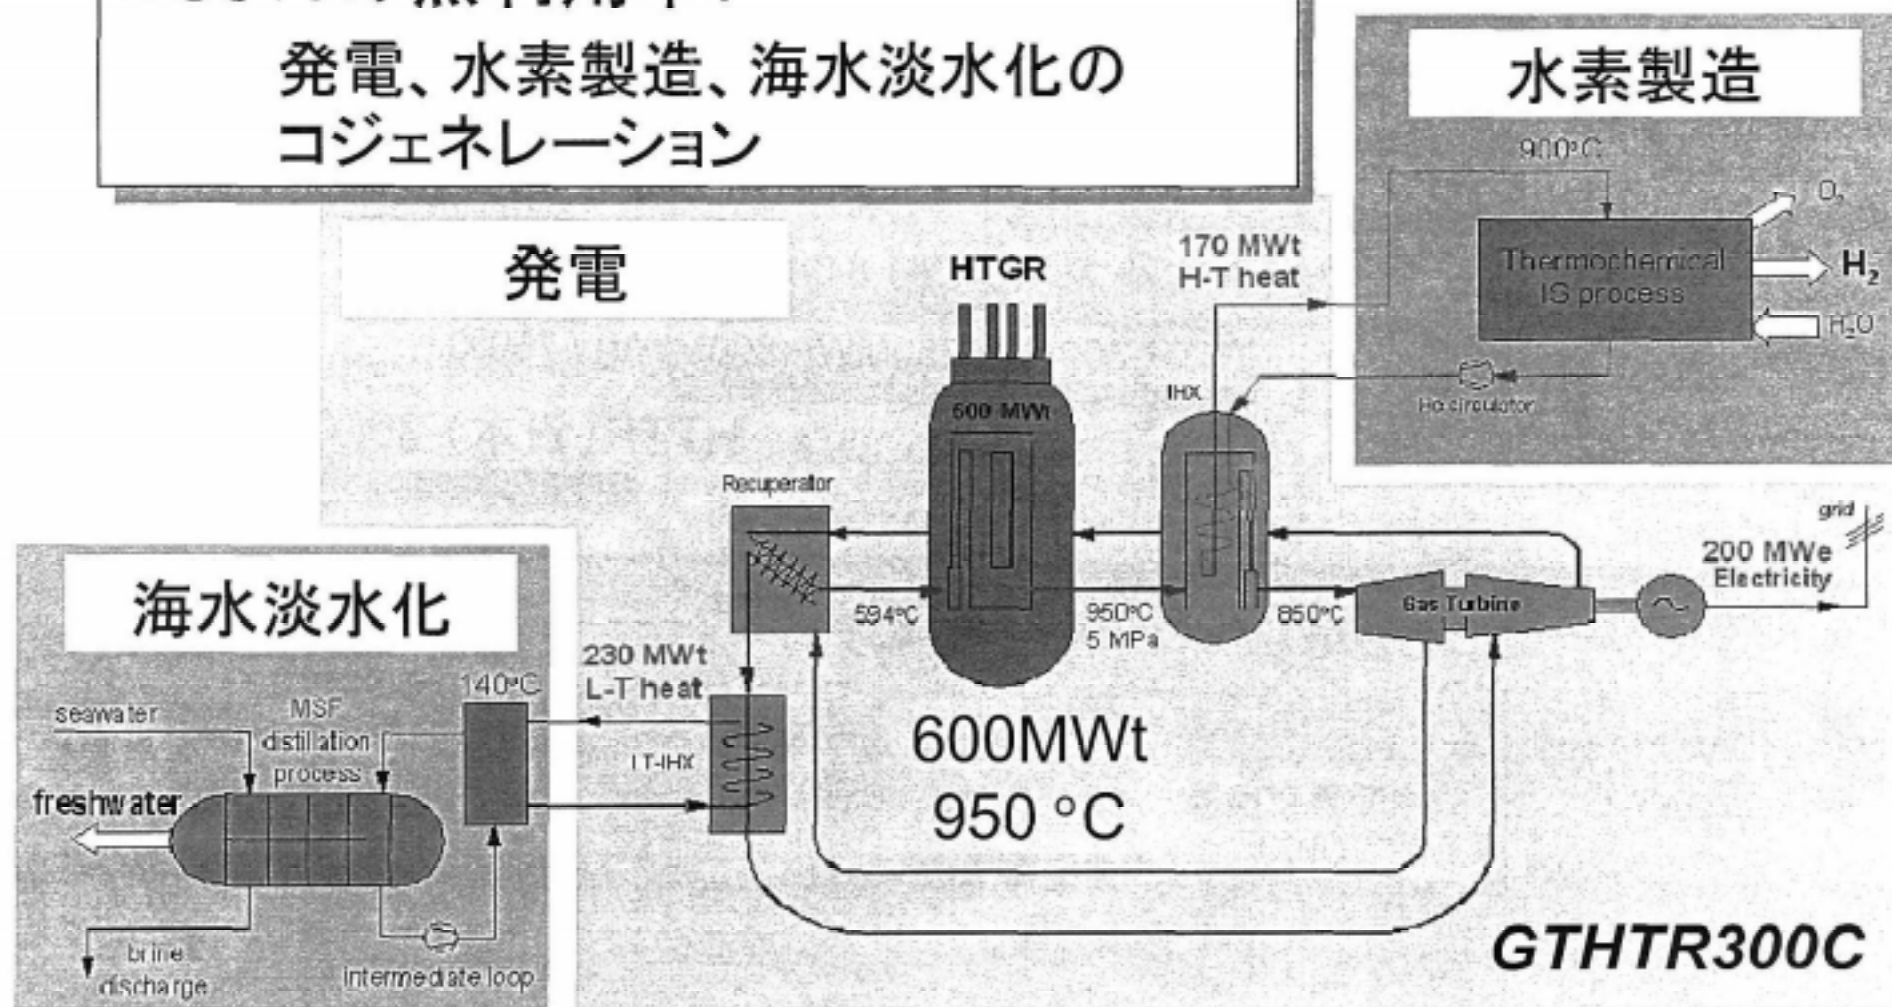 発電、水素製造、海水淡水化の
コジェネレーション
水素製造
900°C
O₂
Thermochemical
IS process
H₂
H₂O
He circulator
発電
HTGR
170 MWt
H-T heat
IHX
600 MWt
Recuperator
594°C
950°C
5 MPa
850°C
Gas Turbine
grid
200 MWe
Electricity
600MWt
950 °C
海水淡水化
230 MWt
L-T heat
140°C
seawater
MSF
distillation
process
freshwater
brine
discharge
Intermediate loop
GTHTR300C